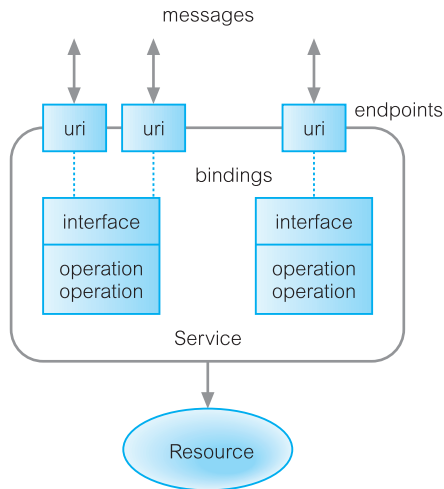 messages
uri
uri
uri
endpoints
bindings
interface
operation
operation
interface
operation
operation
Service
Resource